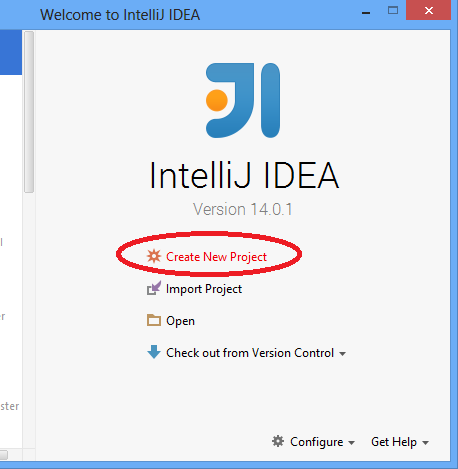 Welcome to IntelliJ IDEA
IntelliJ IDEA
Version 14.0.1
Create New Project
Import Project
Open
Check out from Version Control
Configure
Get Help